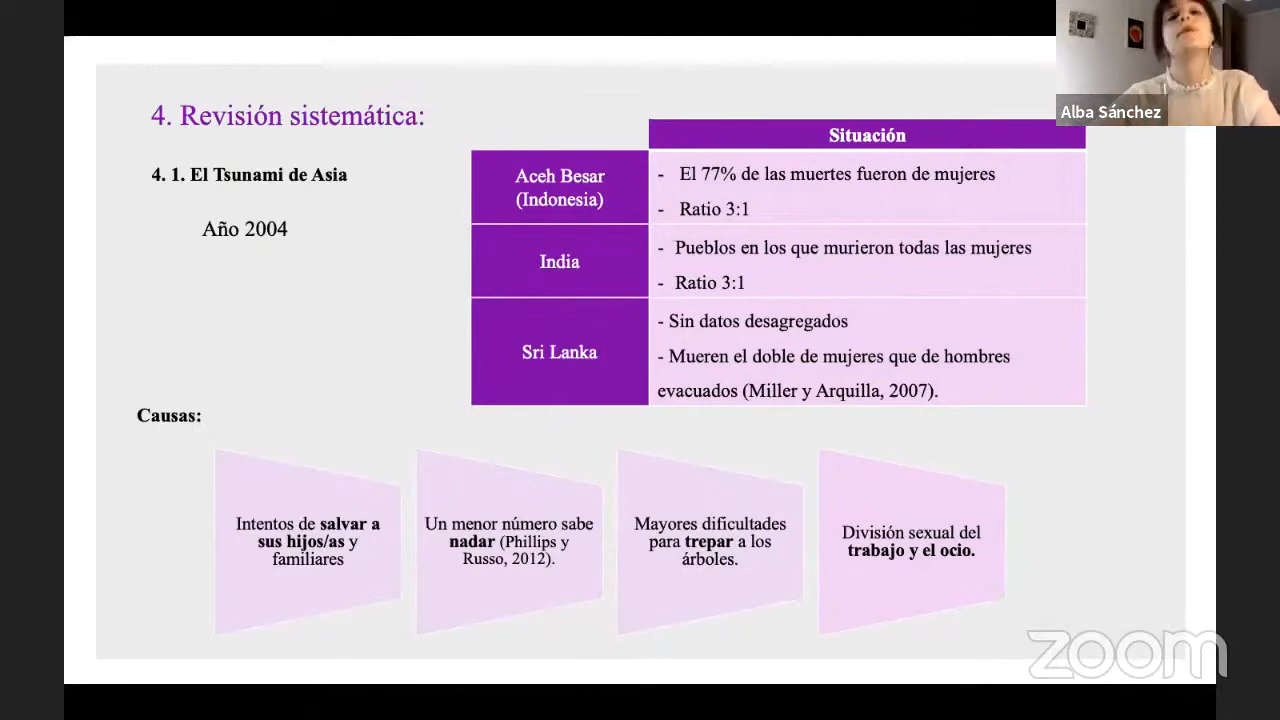 Alba Sánchez
4. Revisión sistemática:
4. 1. El Tsunami de Asia
Año 2004
Situación
Aceh Besar
(Indonesia)
- El 77% de las muertes fueron de mujeres
- Ratio 3:1
India
- Pueblos en los que murieron todas las mujeres
- Ratio 3:1
Sri Lanka
- Sin datos desagregados
- Mueren el doble de mujeres que de hombres
evacuados (Miller y Arquilla, 2007).
Causas:
Intentos de salvar a
sus hijos/as y
familiares
Un menor número sabe
nadar (Phillips y
Russo, 2012).
Mayores dificultades
para trepar a los
árboles.
División sexual del
trabajo y el ocio.
zoom